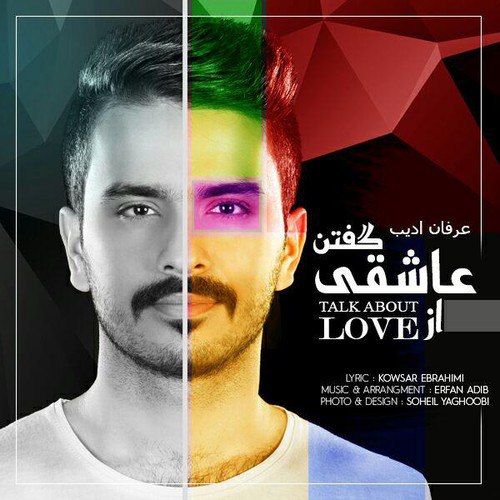 عرفان ادیب
گفتن
عاشقی
از
TALK ABOUT
LOVE
LYRIC : KOWSAR EBRAHIMI
MUSIC & ARRANGMENT : ERFAN ADIB
PHOTO & DESIGN : SOHEIL YAGHOOBI